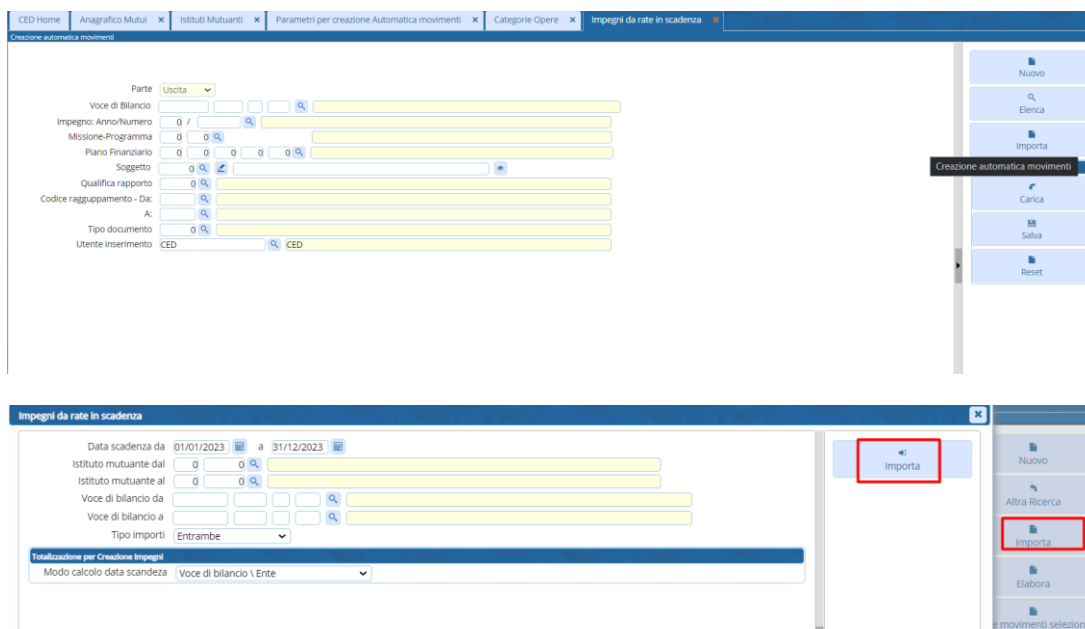 CED Home Anagrafico Mutui × Istituti Mutuanti × Parametri per creazione Automatica movimenti × Categorie Opere × Impegni da rate in scadenza ×
Creazione automatica movimenti
Nuovo
Parte Uscita
Elenca
Voce di Bilancio
Impegno: Anno/Numero 0 /
Missione-Programma 0 0
Importa
Piano Finanziario 0 0 0 0 0
Soggetto 0
Creazione automatica movimenti
Qualifica rapporto 0
Codice ragguppamento - Da:
Carica
A:
Tipo documento 0
Salva
Utente inserimento CED CED
Reset
Impegni da rate in scadenza ×
Data scadenza da 01/01/2023 a 31/12/2023
Importa
Nuovo
Istituto mutuante dal 0 0
Istituto mutuante al 0 0
Voce di bilancio da
Altra Ricerca
Voce di bilancio a
Tipo importi Entrambe
Importa
Totalizzazione per Creazione Impegni
Modo calcolo data scandeza Voce di bilancio \ Ente
Elabora
e movimenti selezion